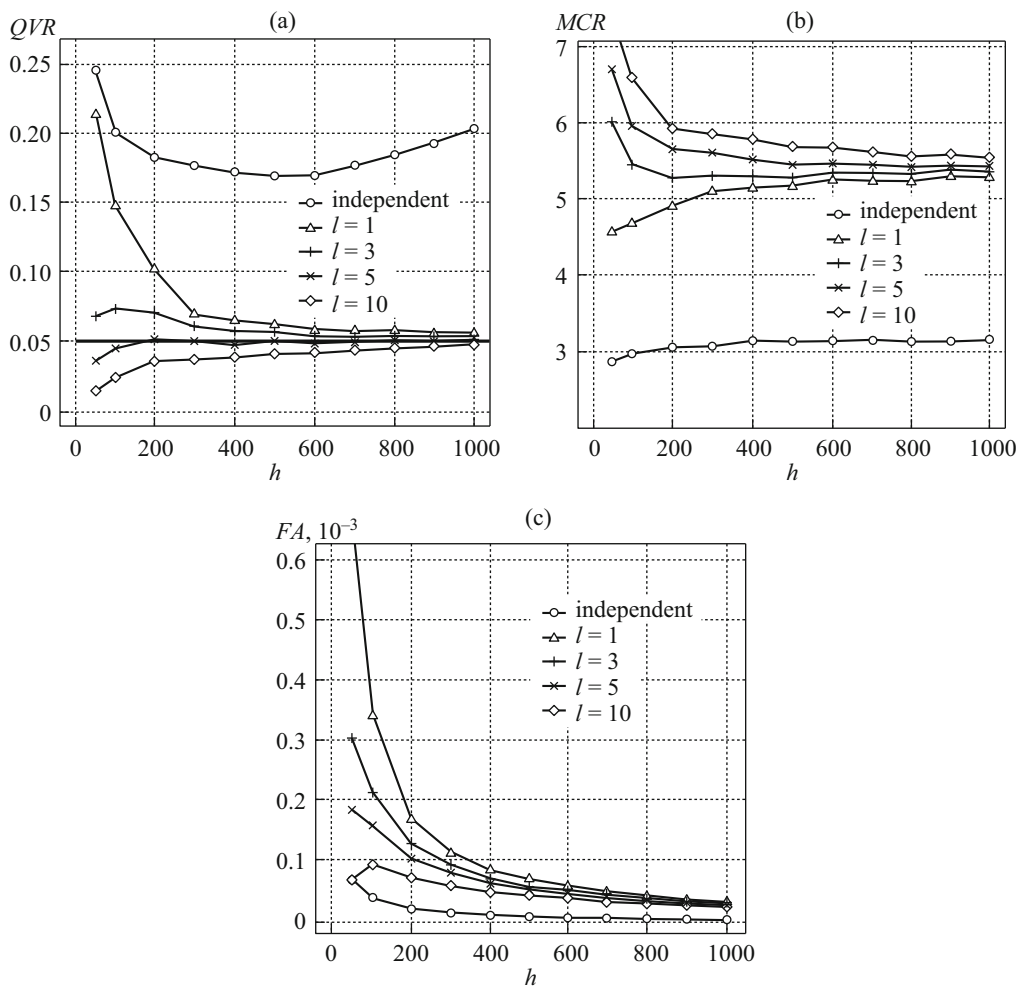 (a)
QVR
0.25
0.20
0.15
0.10
0.05
0
independent
l = 1
l = 3
l = 5
l = 10
0 200 400 600 800 1000
h
(b)
MCR
7
6
5
4
3
independent
l = 1
l = 3
l = 5
l = 10
0 200 400 600 800 1000
h
(c)
FA, 10⁻³
0.6
0.5
0.4
0.3
0.2
0.1
0
independent
l = 1
l = 3
l = 5
l = 10
0 200 400 600 800 1000
h